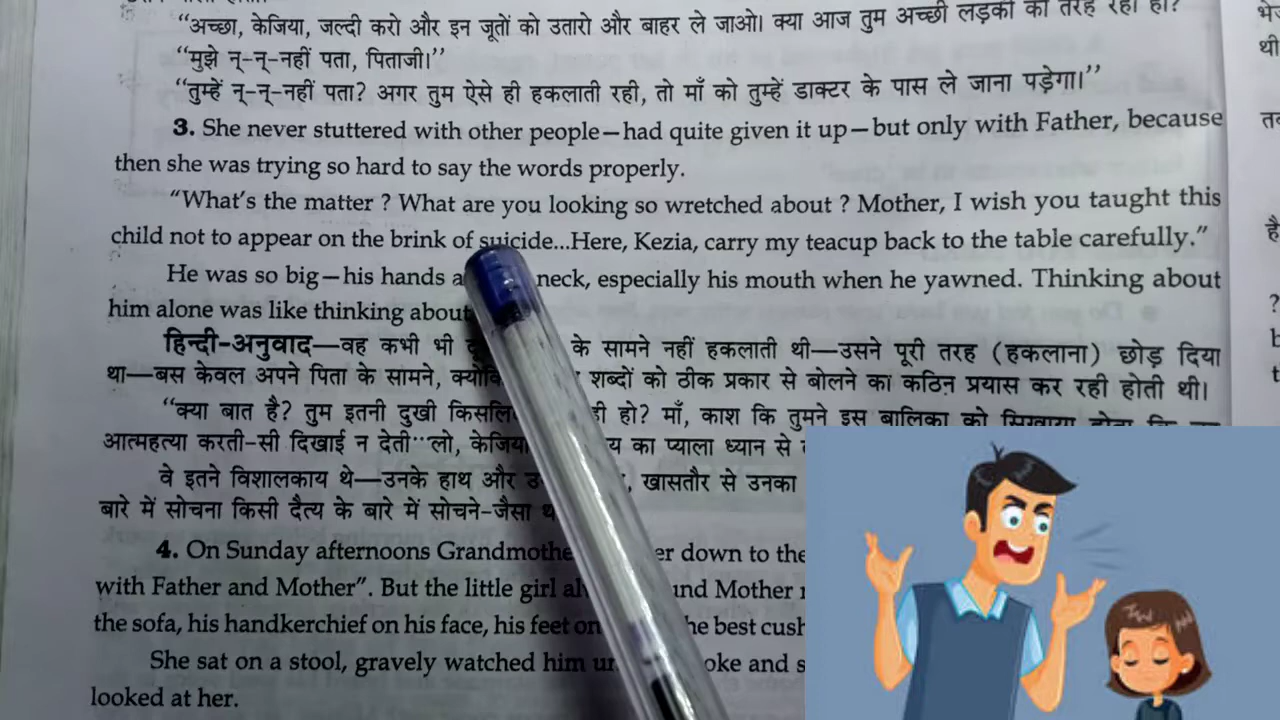 “अच्छा, केजिया, जल्दी करो और इन जूतों को उतारो और बाहर ले जाओ। क्या आज तुम अच्छी लड़की की तरह रही हो?
“मुझे न्-न्-नहीं पता, पिताजी।”
“तुम्हें न्-न्-नहीं पता? अगर तुम ऐसे ही हकलाती रही, तो माँ को तुम्हें डाक्टर के पास ले जाना पड़ेगा।”
3. She never stuttered with other people—had quite given it up—but only with Father, because
then she was trying so hard to say the words properly.
“What's the matter ? What are you looking so wretched about ? Mother, I wish you taught this
child not to appear on the brink of suicide...Here, Kezia, carry my teacup back to the table carefully.”
He was so big—his hands neck, especially his mouth when he yawned. Thinking about
him alone was like thinking about
हिन्दी-अनुवाद—वह कभी भी के सामने नहीं हकलाती थी—उसने पूरी तरह (हकलाना) छोड़ दिया
था—बस केवल अपने पिता के सामने, शब्दों को ठीक प्रकार से बोलने का कठिन प्रयास कर रही होती थी।
“क्या बात है? तुम इतनी दुखी हो? माँ, काश कि तुमने इस बालिका को सिखाया होता
आत्महत्या करती-सी दिखाई न देती...लो, केजिया का प्याला ध्यान से
वे इतने विशालकाय थे—उनके हाथ और खासतौर से उनका
बारे में सोचना किसी दैत्य के बारे में सोचने-जैसा
4. On Sunday afternoons down to the
with Father and Mother”. But the little girl Mother
the sofa, his handkerchief on his face, his feet on best
She sat on a stool, gravely watched him and
looked at her.